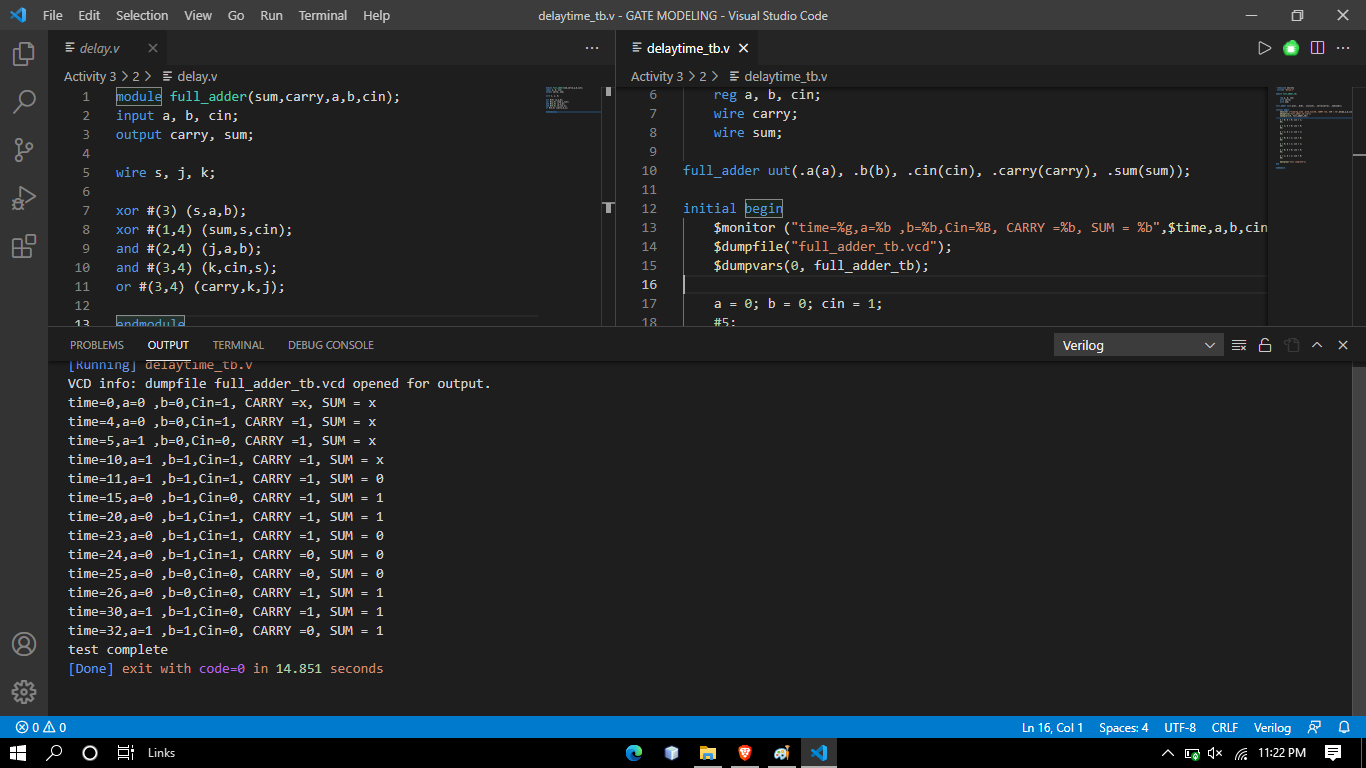 File Edit Selection View Go Run Terminal Help
delaytime_tb.v - GATE MODELING - Visual Studio Code
delay.v
Activity 3 > 2 > delay.v
1 module full_adder(sum,carry,a,b,cin);
2 input a, b, cin;
3 output carry, sum;
4
5 wire s, j, k;
6
7 xor #(3) (s,a,b);
8 xor #(1,4) (sum,s,cin);
9 and #(2,4) (j,a,b);
10 and #(3,4) (k,cin,s);
11 or #(3,4) (carry,k,j);
12
13 endmodule
delaytime_tb.v
Activity 3 > 2 > delaytime_tb.v
6 reg a, b, cin;
7 wire carry;
8 wire sum;
9
10 full_adder uut(.a(a), .b(b), .cin(cin), .carry(carry), .sum(sum));
11
12 initial begin
13 $monitor ("time=%g,a=%b ,b=%b,Cin=%B, CARRY =%b, SUM = %b",$time,a,b,cin
14 $dumpfile("full_adder_tb.vcd");
15 $dumpvars(0, full_adder_tb);
16
17 a = 0; b = 0; cin = 1;
18 #5;
PROBLEMS OUTPUT TERMINAL DEBUG CONSOLE
Verilog
[Running] delaytime_tb.v
VCD info: dumpfile full_adder_tb.vcd opened for output.
time=0,a=0 ,b=0,Cin=1, CARRY =x, SUM = x
time=4,a=0 ,b=0,Cin=1, CARRY =1, SUM = x
time=5,a=1 ,b=0,Cin=0, CARRY =1, SUM = x
time=10,a=1 ,b=1,Cin=1, CARRY =1, SUM = x
time=11,a=1 ,b=1,Cin=1, CARRY =1, SUM = 0
time=15,a=0 ,b=1,Cin=0, CARRY =1, SUM = 1
time=20,a=0 ,b=1,Cin=1, CARRY =1, SUM = 1
time=23,a=0 ,b=1,Cin=1, CARRY =1, SUM = 0
time=24,a=0 ,b=1,Cin=1, CARRY =0, SUM = 0
time=25,a=0 ,b=0,Cin=0, CARRY =0, SUM = 0
time=26,a=0 ,b=0,Cin=0, CARRY =1, SUM = 1
time=30,a=1 ,b=1,Cin=0, CARRY =1, SUM = 1
time=32,a=1 ,b=1,Cin=0, CARRY =0, SUM = 1
test complete
[Done] exit with code=0 in 14.851 seconds
0 0
Ln 16, Col 1 Spaces: 4 UTF-8 CRLF Verilog
Links
11:22 PM